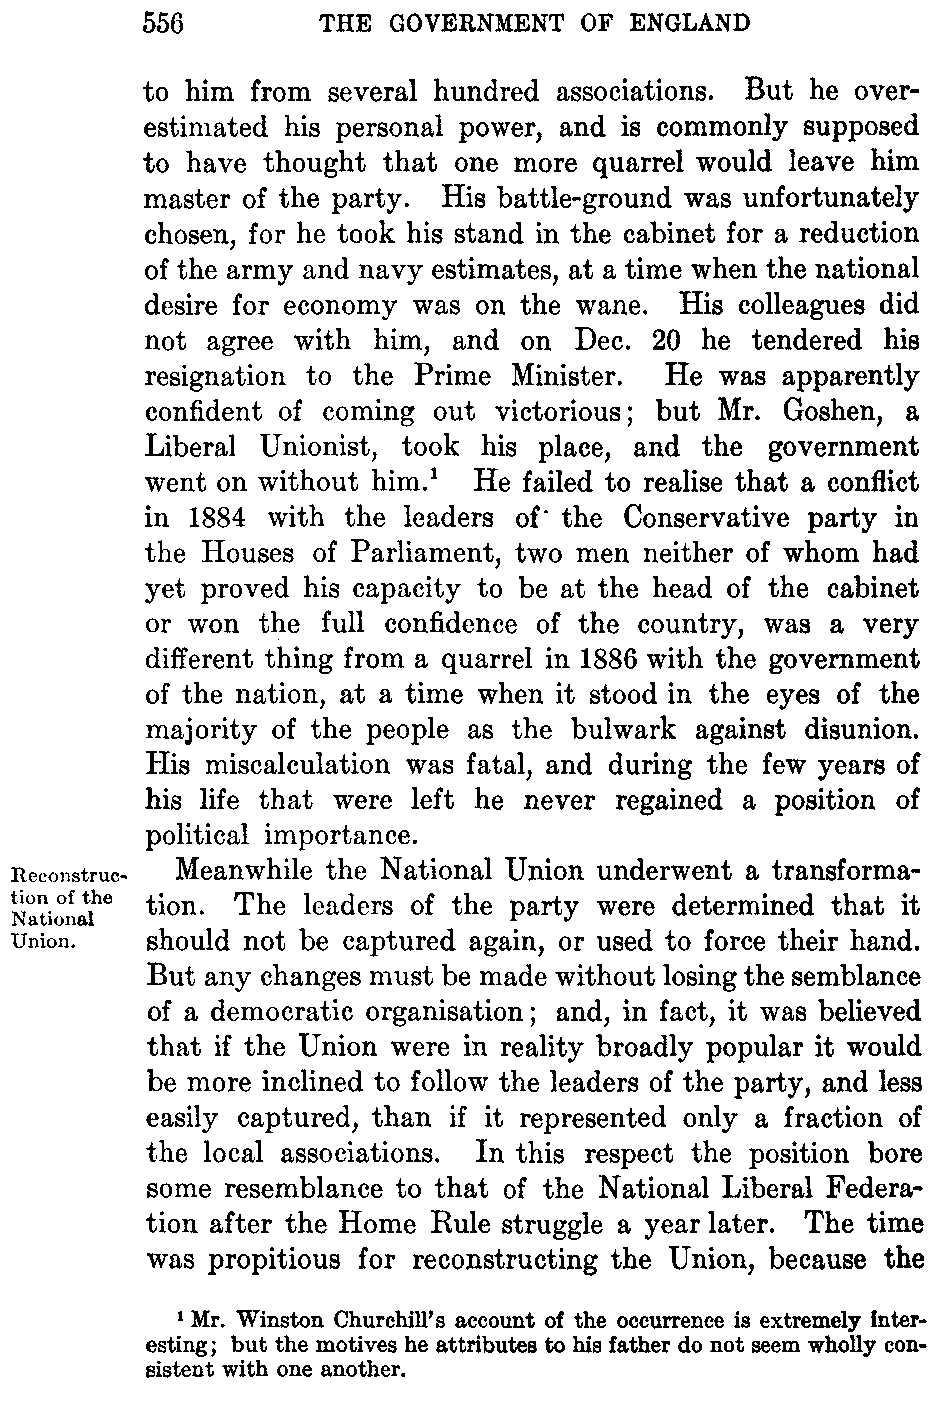 556 THE GOVERNMENT OF ENGLAND
to him from several hundred associations. But he over-
estimated his personal power, and is commonly supposed
to have thought that one more quarrel would leave him
master of the party. His battle-ground was unfortunately
chosen, for he took his stand in the cabinet for a reduction
of the army and navy estimates, at a time when the national
desire for economy was on the wane. His colleagues did
not agree with him, and on Dec. 20 he tendered his
resignation to the Prime Minister. He was apparently
confident of coming out victorious; but Mr. Goshen, a
Liberal Unionist, took his place, and the government
went on without him.¹ He failed to realise that a conflict
in 1884 with the leaders of the Conservative party in
the Houses of Parliament, two men neither of whom had
yet proved his capacity to be at the head of the cabinet
or won the full confidence of the country, was a very
different thing from a quarrel in 1886 with the government
of the nation, at a time when it stood in the eyes of the
majority of the people as the bulwark against disunion.
His miscalculation was fatal, and during the few years of
his life that were left he never regained a position of
political importance.
Reconstruc-
tion of the
National
Union.
Meanwhile the National Union underwent a transforma-
tion. The leaders of the party were determined that it
should not be captured again, or used to force their hand.
But any changes must be made without losing the semblance
of a democratic organisation; and, in fact, it was believed
that if the Union were in reality broadly popular it would
be more inclined to follow the leaders of the party, and less
easily captured, than if it represented only a fraction of
the local associations. In this respect the position bore
some resemblance to that of the National Liberal Federa-
tion after the Home Rule struggle a year later. The time
was propitious for reconstructing the Union, because the
¹ Mr. Winston Churchill's account of the occurrence is extremely inter-
esting; but the motives he attributes to his father do not seem wholly con-
sistent with one another.